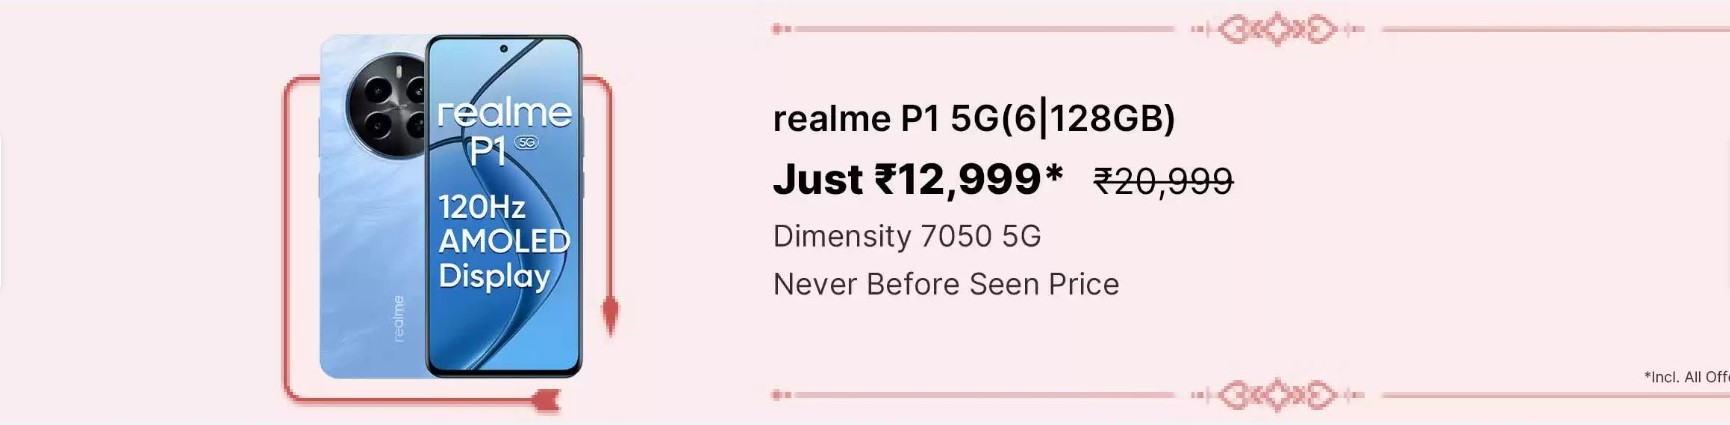 realme
P1 5G
120Hz
AMOLED
Display
realme
realme P1 5G(6|128GB)
Just ₹12,999* ₹20,999
Dimensity 7050 5G
Never Before Seen Price
*Incl. All Off